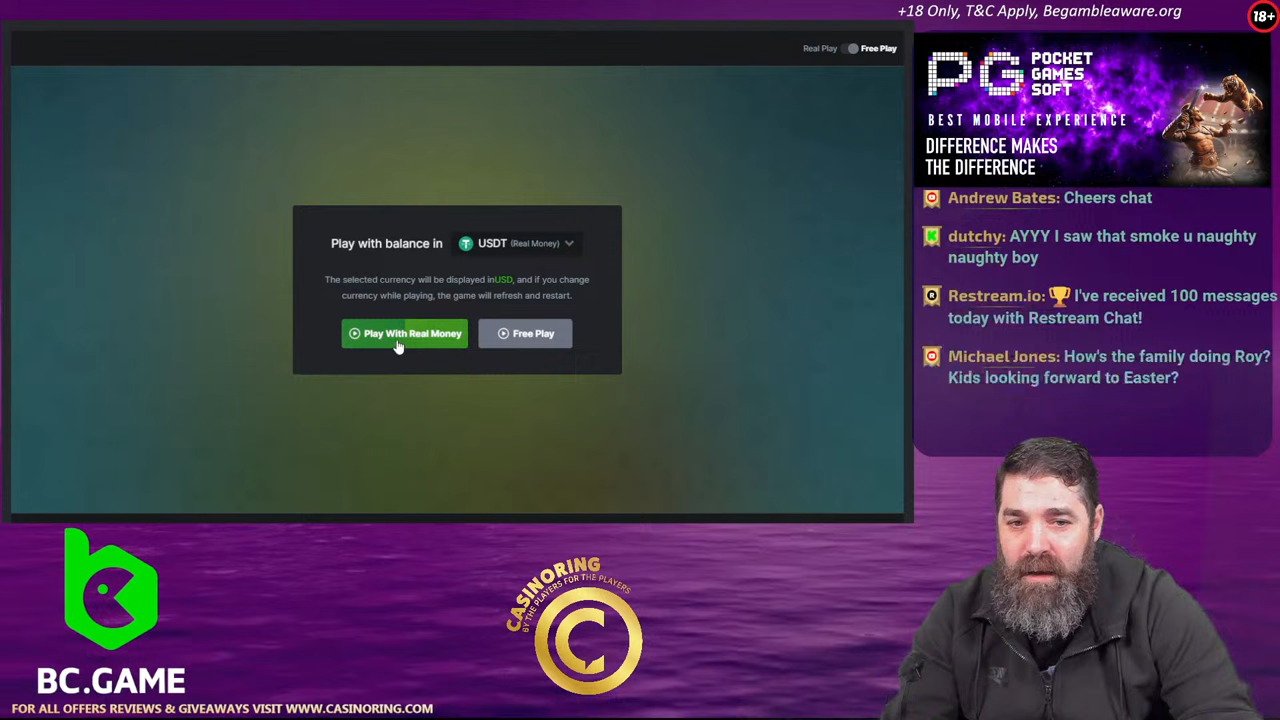 +18 Only, T&C Apply, Begambleaware.org
18+
Real Play Free Play
PG POCKET
GAMES
SOFT
BEST MOBILE EXPERIENCE
DIFFERENCE MAKES
THE DIFFERENCE
Andrew Bates: Cheers chat
dutchy: AYYY I saw that smoke u naughty
naughty boy
Restream.io: 🏆 I've received 100 messages
today with Restream Chat!
Michael Jones: How's the family doing Roy?
Kids looking forward to Easter?
Play with balance in USDT (Real Money)
The selected currency will be displayed inUSD, and if you change
currency while playing, the game will refresh and restart.
Play With Real Money Free Play
CASINORING
BY THE PLAYERS FOR THE PLAYERS
C
BC.GAME
FOR ALL OFFERS REVIEWS & GIVEAWAYS VISIT WWW.CASINORING.COM